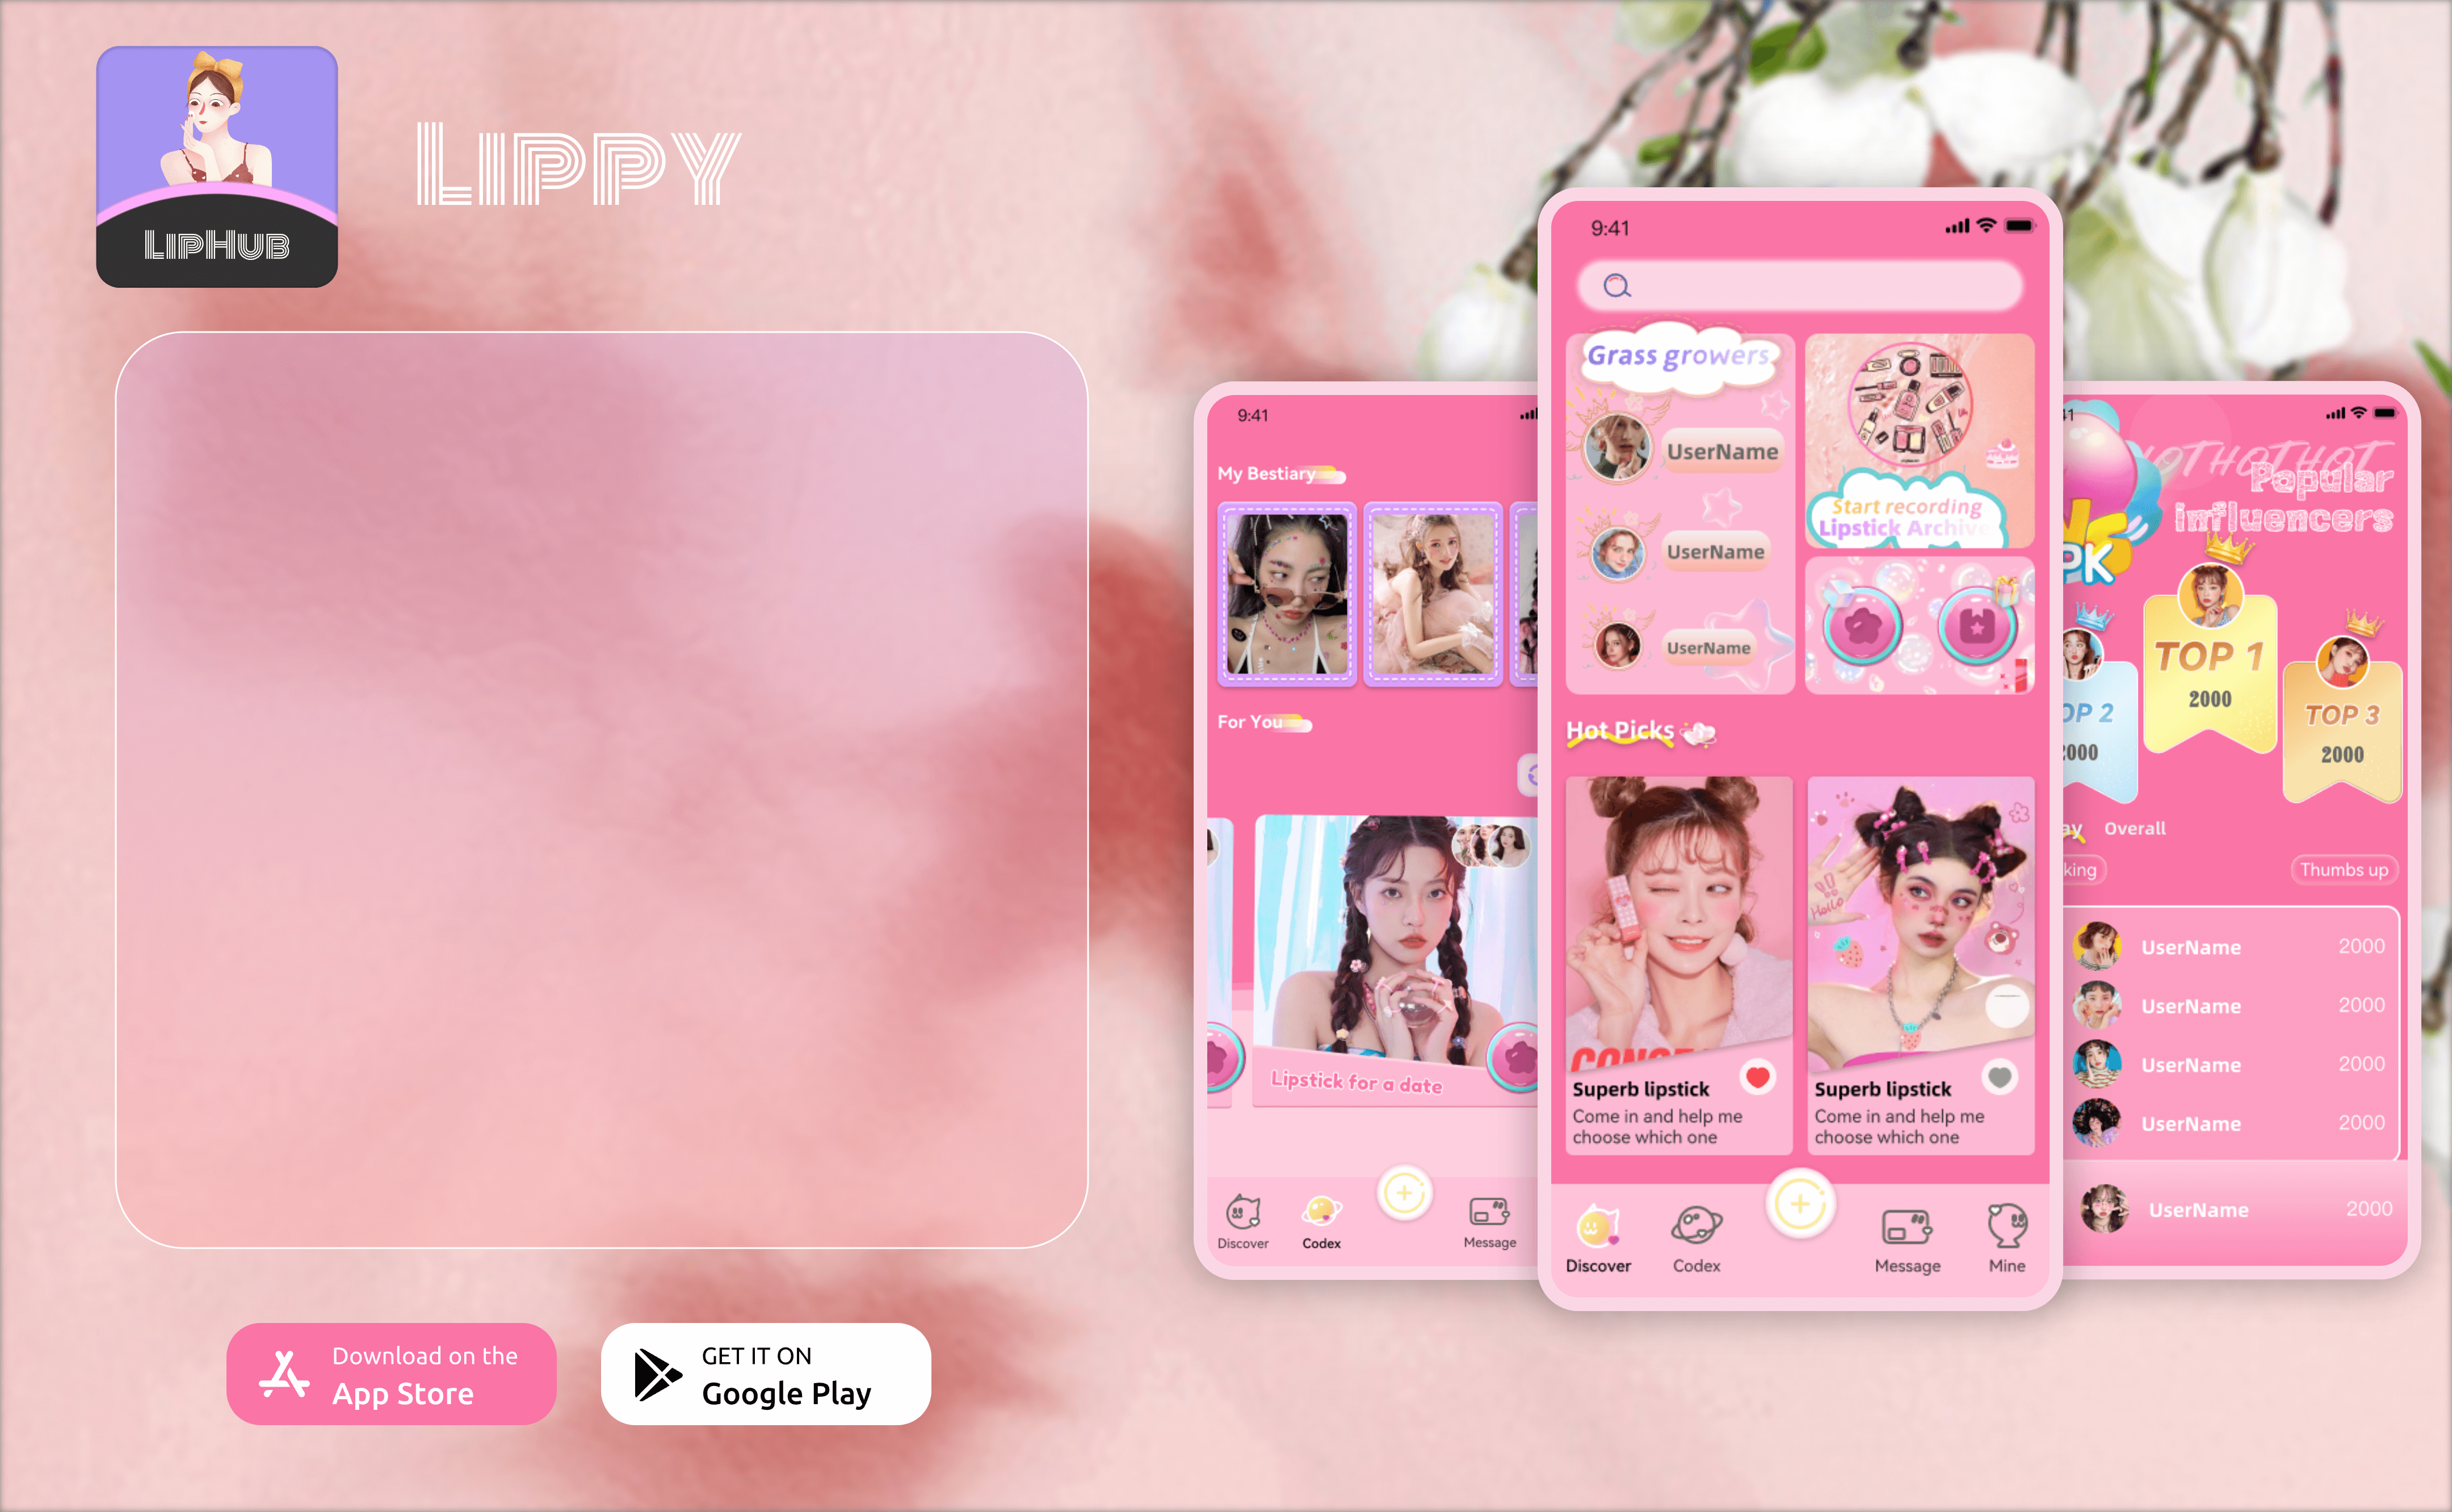 LIPHUB
LIPPY
Download on the
App Store
GET IT ON
Google Play
9:41
My Bestiary
For You
Lipstick for a date
Discover
Codex
Message
9:41
Grass growers
UserName
UserName
UserName
Start recording
Lipstick Archive
Hot Picks
Hello
Superb lipstick
Come in and help me
choose which one
Superb lipstick
Come in and help me
choose which one
Discover
Codex
Message
Mine
HOTHOTHOT
Popular
influencers
PK
TOP 1
2000
TOP 3
2000
Overall
Thumbs up
UserName 2000
UserName 2000
UserName 2000
UserName 2000
UserName 2000